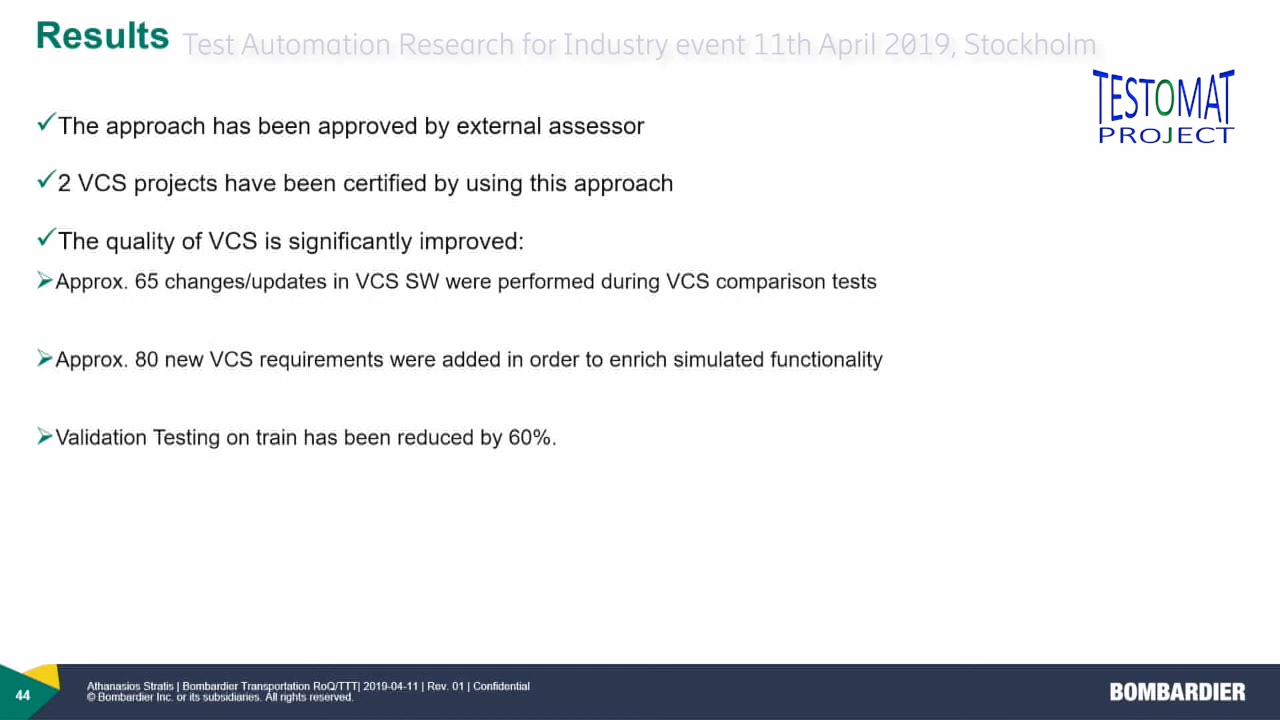 Results
Test Automation Research for Industry event 11th April 2019, Stockholm
TESTOMAT
PROJECT
The approach has been approved by external assessor
2 VCS projects have been certified by using this approach
The quality of VCS is significantly improved:
Approx. 65 changes/updates in VCS SW were performed during VCS comparison tests
Approx. 80 new VCS requirements were added in order to enrich simulated functionality
Validation Testing on train has been reduced by 60%.
44
Athanasios Stratis | Bombardier Transportation RoQ/TTT| 2019-04-11 | Rev. 01 | Confidential
© Bombardier Inc. or its subsidiaries. All rights reserved.
BOMBARDIER